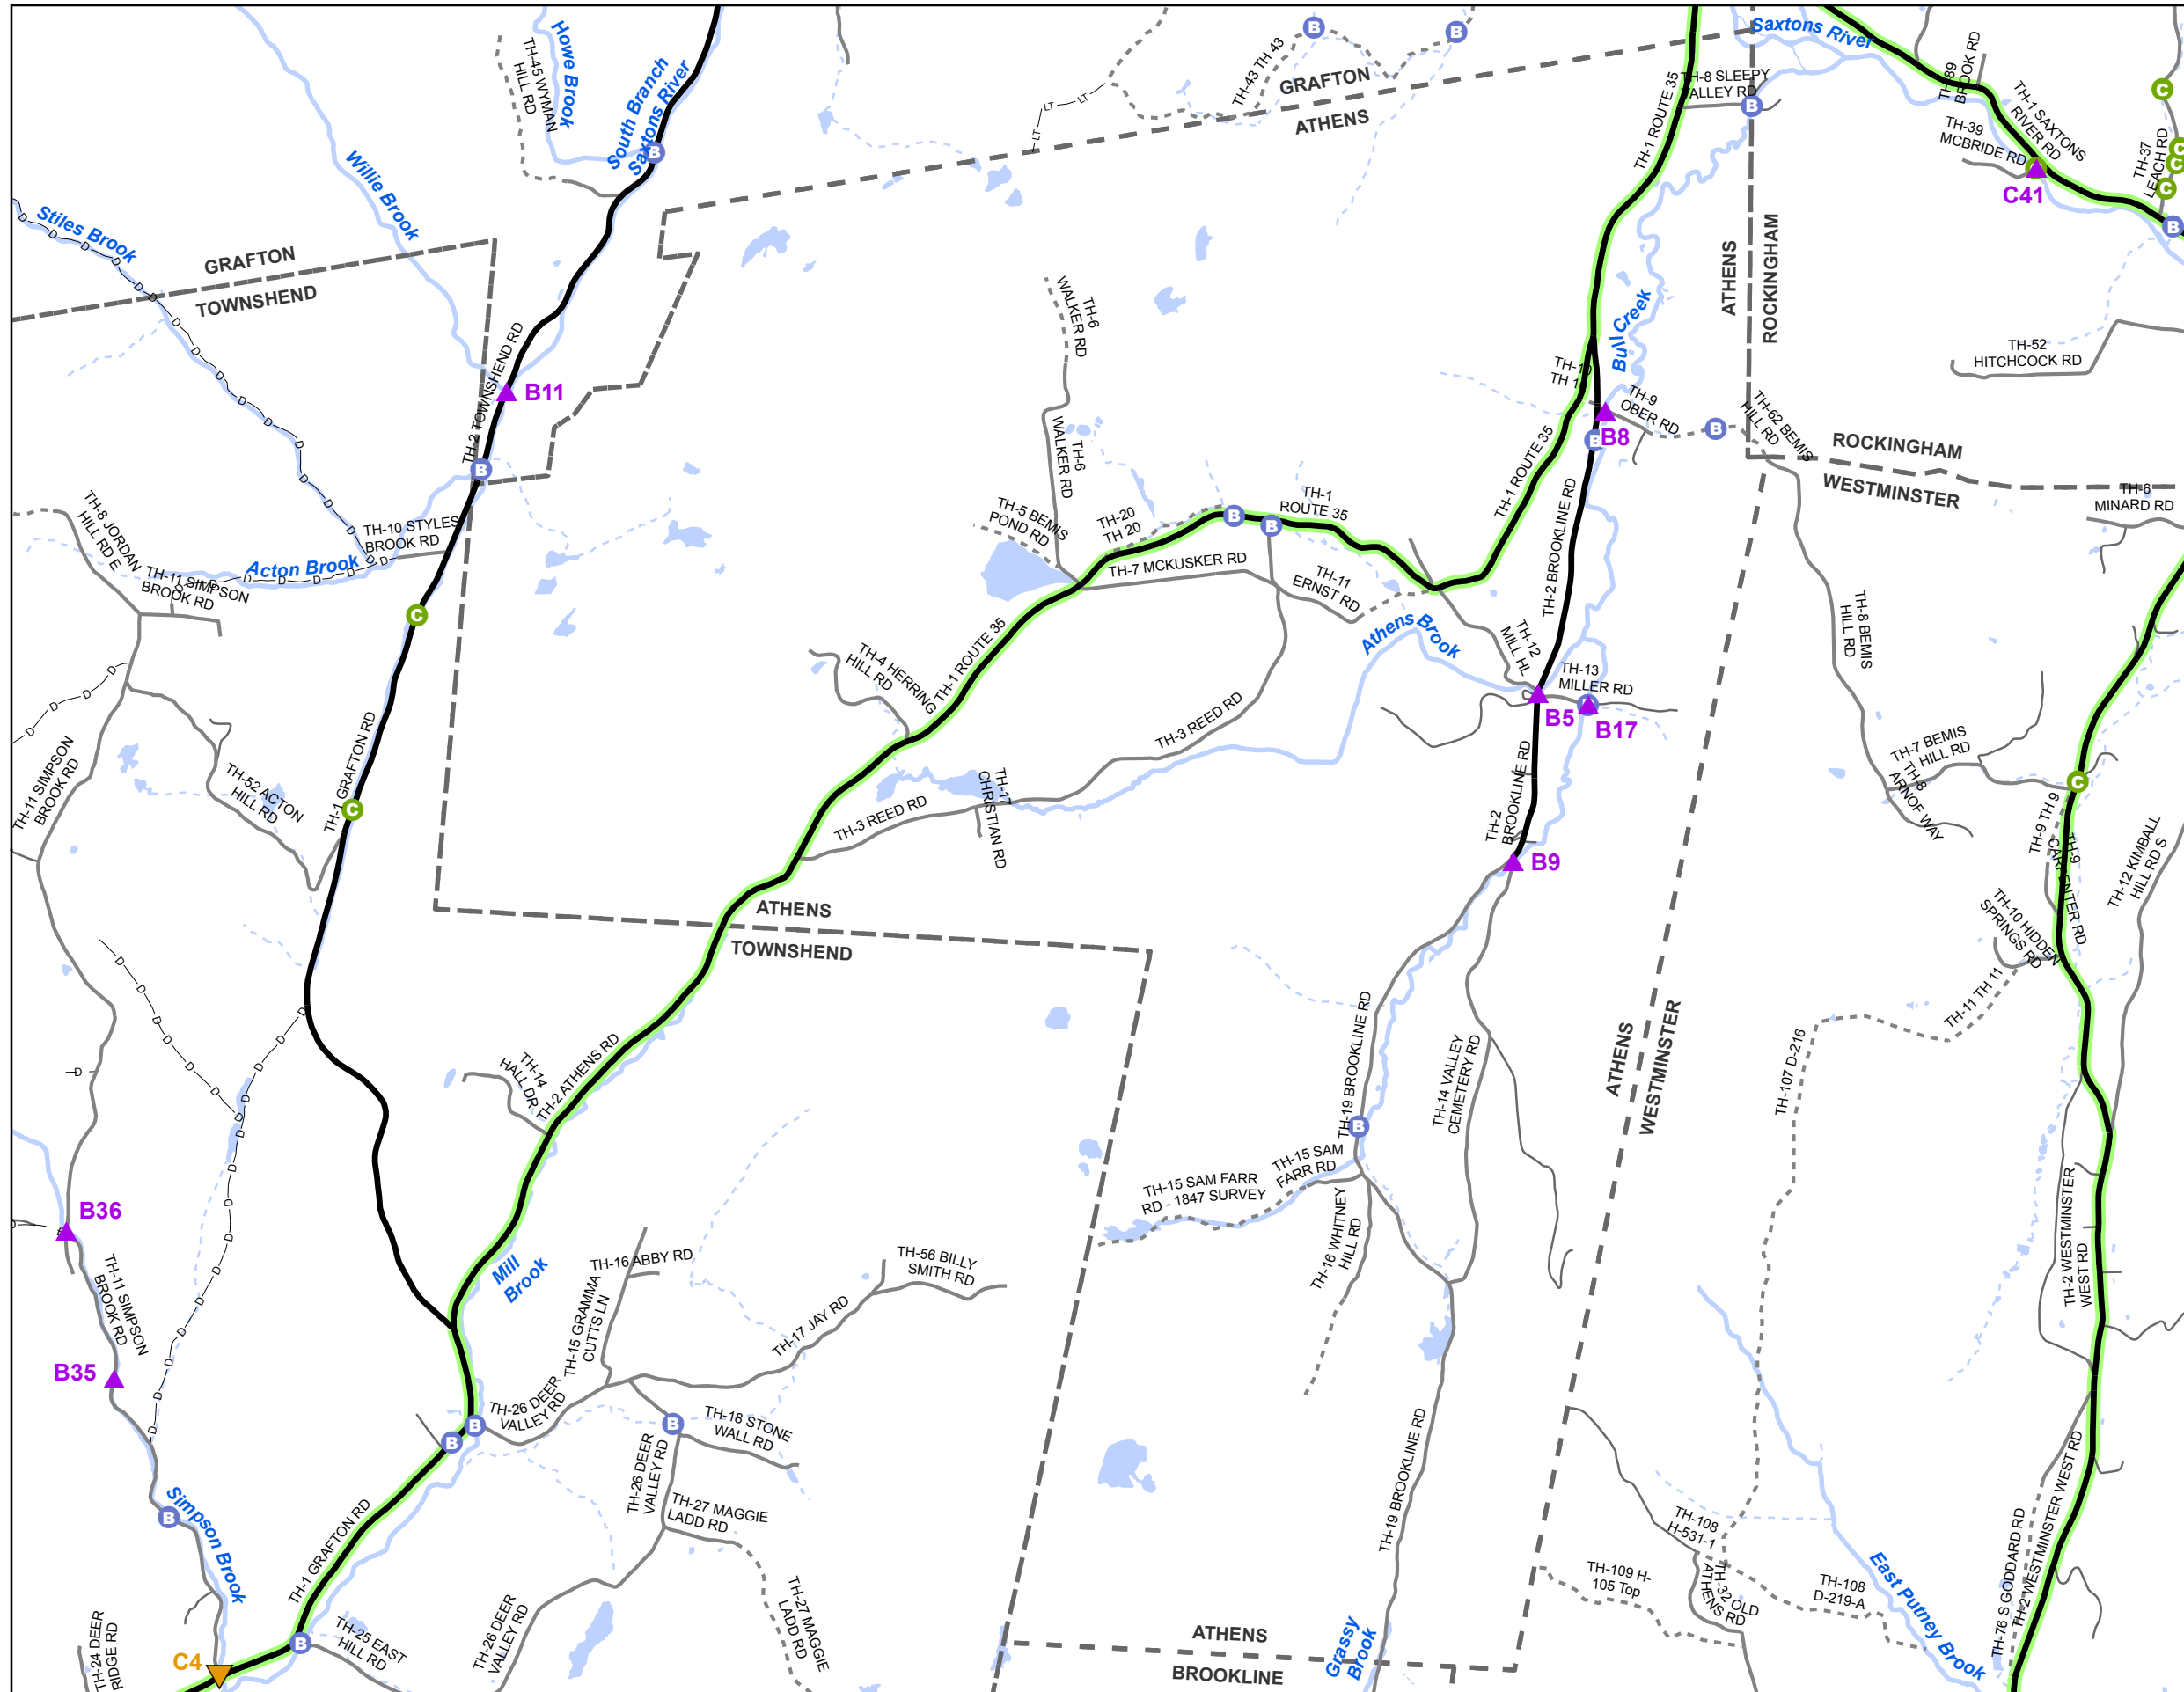 Howe Brook
TH-45 WYMAN
HILL RD
South Branch
Saxtons River
B
TH-43 TH 43
B
B
GRAFTON
ATHENS
LT
LT
LT
Saxtons River
TH-8 SLEEPY
VALLEY RD
B
TH-1 ROUTE 35
TH-89
BROOK RD
TH-1 SAXTONS
RIVER RD
TH-39
MCBRIDE RD
C41
TH-37
LEACH RD
C
C
C
C
B
Willie Brook
Stiles Brook
GRAFTON
TOWNSHEND
ATHENS
ROCKINGHAM
Bull Creek
TH-52
HITCHCOCK RD
TH-6
WALKER RD
TH-2 TOWNSHEND RD
B11
B
TH-6
WALKER RD
TH-9
OBER RD
B8
B
B
TH-62 BEMIS
HILL RD
ROCKINGHAM
WESTMINSTER
TH-6
MINARD RD
TH-1 ROUTE 35
TH-2 BROOKLINE RD
TH-8 JORDAN
HILL RD E
TH-10 STYLES
BROOK RD
Acton Brook
TH-11 SIMPSON
BROOK RD
TH-5 BEMIS
POND RD
TH-20
TH 20
B
B
TH-1
ROUTE 35
TH-7 MCKUSKER RD
TH-11
ERNST RD
Athens Brook
TH-12
MILL HL
TH-13
MILLER RD
B5
B17
TH-8 BEMIS
HILL RD
C
TH-4 HERRING
HILL RD
TH-1 ROUTE 35
TH-3 REED RD
TH-7 BEMIS
HILL RD
TH-8
ARNOF WAY
C
TH-11 SIMPSON
BROOK RD
TH-52 ACTON
HILL RD
TH-1 GRAFTON RD
C
TH-3 REED RD
TH-17
CHRISTIAN RD
TH-2
BROOKLINE RD
B9
TH-9 TH 9
TH-9
CARPENTER RD
TH-12 KIMBALL
HILL RD S
TH-10 HIDDEN
SPRINGS RD
TH-11 TH 11
ATHENS
TOWNSHEND
TH-14
HALL DR
TH-2 ATHENS RD
TH-19 BROOKLINE RD
B
TH-14 VALLEY
CEMETERY RD
ATHENS
WESTMINSTER
TH-107 D-216
TH-15 SAM
FARR RD
TH-15 SAM FARR
RD - 1847 SURVEY
TH-16 WHITNEY
HILL RD
TH-2 WESTMINSTER
WEST RD
B36
TH-11 SIMPSON
BROOK RD
B35
Mill
Brook
TH-16 ABBY RD
TH-15 GRAMMA
CUTTS LN
TH-56 BILLY
SMITH RD
TH-17 JAY RD
TH-26 DEER
VALLEY RD
B
B
B
TH-18 STONE
WALL RD
TH-26 DEER
VALLEY RD
TH-27 MAGGIE
LADD RD
TH-19 BROOKLINE RD
B
Simpson Brook
TH-1 GRAFTON RD
TH-108
H-531-1
TH-109 H-
105 Top
TH-32 OLD
ATHENS RD
TH-108
D-219-A
East Putney Brook
TH-76 S GODDARD RD
TH-2 WESTMINSTER WEST RD
TH-24 DEER
RIDGE RD
C4
B
TH-25 EAST
HILL RD
TH-26 DEER
VALLEY RD
TH-27 MAGGIE
LADD RD
ATHENS
BROOKLINE
Grassy
Brook